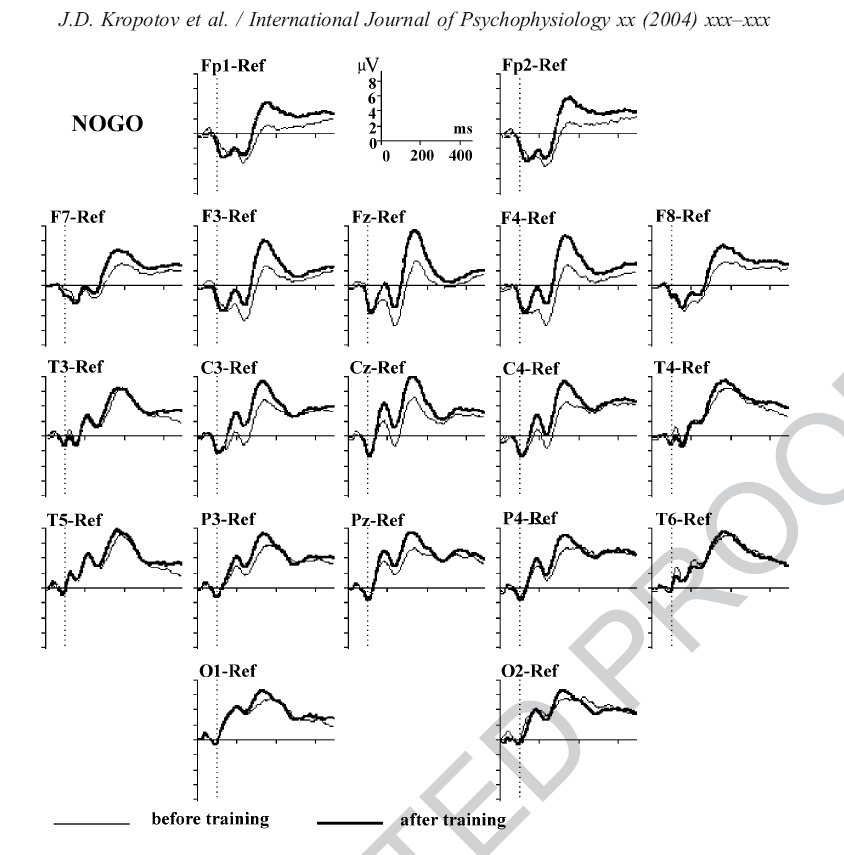 J.D. Kropotov et al. / International Journal of Psychophysiology xx (2004) xxx–xxx
Fp1-Ref
μV
Fp2-Ref
8
6
4
2
0
ms
0 200 400
NOGO
F7-Ref F3-Ref Fz-Ref F4-Ref F8-Ref
T3-Ref C3-Ref Cz-Ref C4-Ref T4-Ref
T5-Ref P3-Ref Pz-Ref P4-Ref T6-Ref
O1-Ref O2-Ref
before training after training
TED PROO